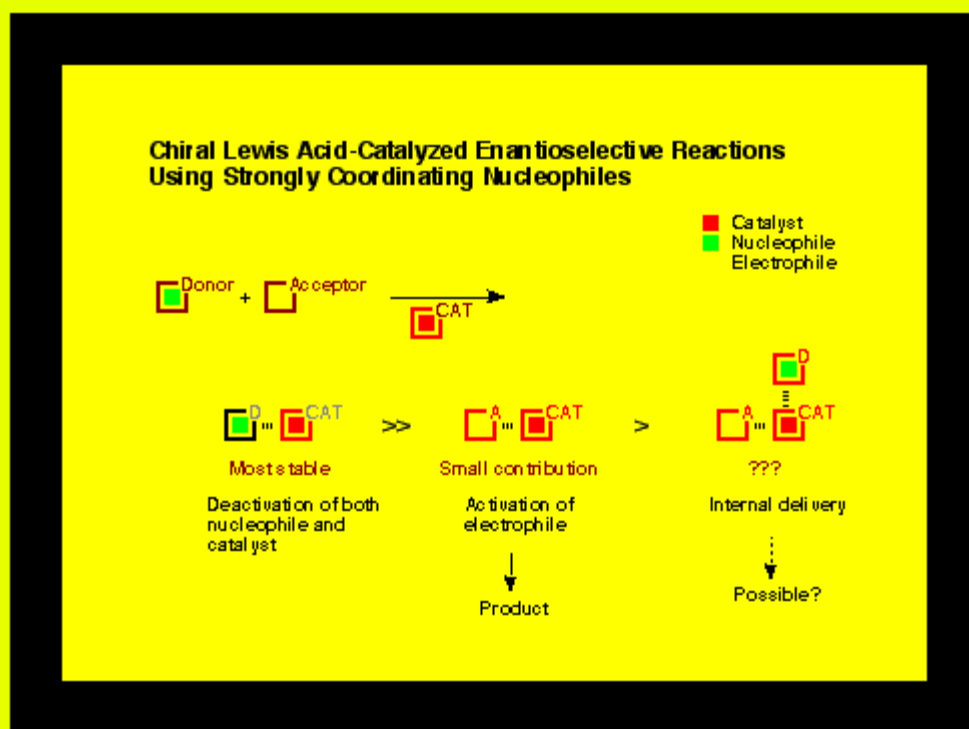 Chiral Lewis Acid-Catalyzed Enantioselective Reactions
Using Strongly Coordinating Nucleophiles
Catalyst
Nucleophile
Electrophile
Donor + Acceptor
CAT
D
D ... CAT >> A ... CAT > A ... CAT
Most stable
Small contribution
???
Deactivation of both
nucleophile and
catalyst
Activation of
electrophile
Internal delivery
Product
Possible?